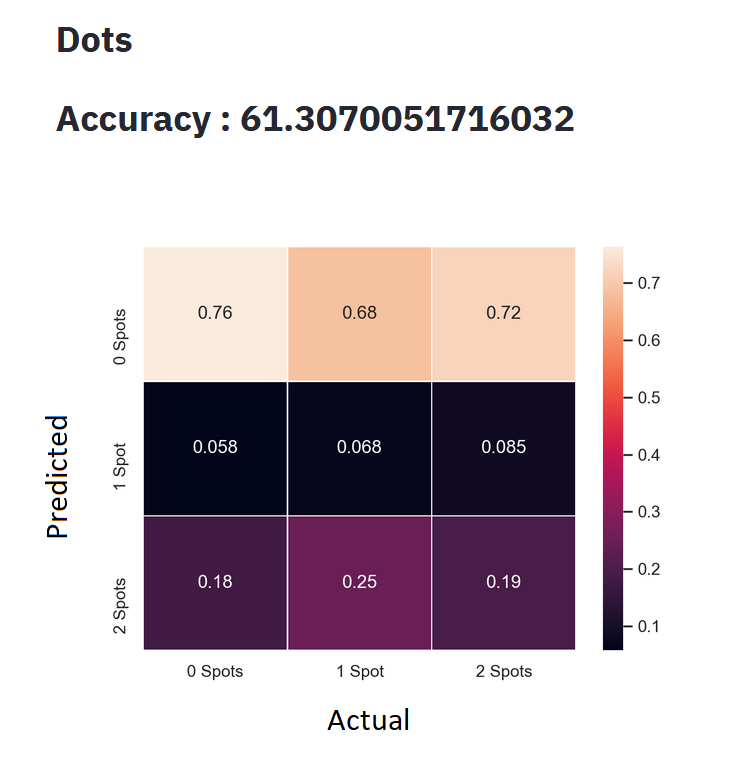 Dots
Accuracy : 61.3070051716032
0 Spots
0.76 0.68 0.72
0.7
0.6
0.5
0.4
0.3
0.2
0.1
Predicted
1 Spot
0.058 0.068 0.085
2 Spots
0.18 0.25 0.19
0 Spots 1 Spot 2 Spots
Actual